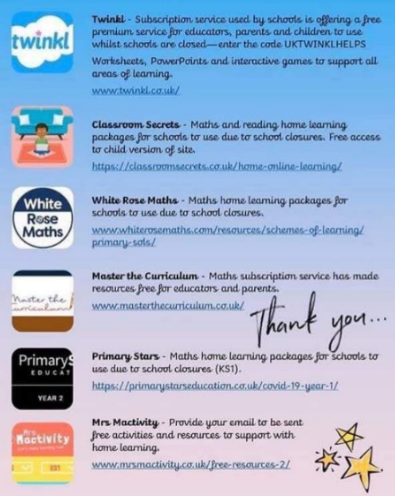 twinkl
Twinkl - Subscription service used by schools is offering a free
premium service for educators, parents and children to use
whilst schools are closed—enter the code UKTWINKLHELPS
Worksheets, PowerPoints and interactive games to support all
areas of learning.
www.twinkl.co.uk/
Classroom Secrets - Maths and reading home learning
packages for schools to use due to school closures. Free access
to child version of site.
https://classroomsecrets.co.uk/home-online-learning/
White
Rose
Maths
White Rose Maths - Maths home learning packages for
schools to use due to school closures.
www.whiterosemaths.com/resources/schemes-of-learning/
primary-sols/
Master the
Curriculum
Master the Curriculum - Maths subscription service has made
resources free for educators and parents.
www.masterthecurriculum.co.uk/
Thank you...
PrimaryS
EDUCAT
YEAR 2
Primary Stars - Maths home learning packages for schools to
use due to school closures (KS1).
https://primarystarseducation.co.uk/covid-19-year-1/
Mrs
Mactivity
Mrs Mactivity - Provide your email to be sent
free activities and resources to support with
home learning.
www.mrsmactivity.co.uk/free-resources-2/